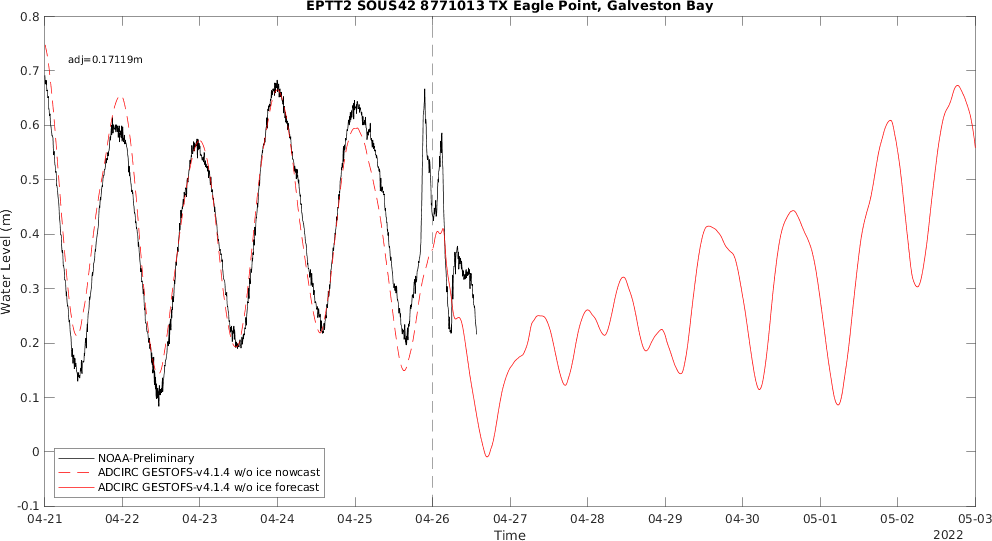 EPTT2 SOUS42 8771013 TX Eagle Point, Galveston Bay
0.8
adj=0.17119m
0.7
0.6
0.5
0.4
0.3
0.2
0.1
0
-0.1
Water Level (m)
NOAA-Preliminary
ADCIRC GESTOFS-v4.1.4 w/o ice nowcast
ADCIRC GESTOFS-v4.1.4 w/o ice forecast
04-21 04-22 04-23 04-24 04-25 04-26 04-27 04-28 04-29 04-30 05-01 05-02 05-03
Time
2022